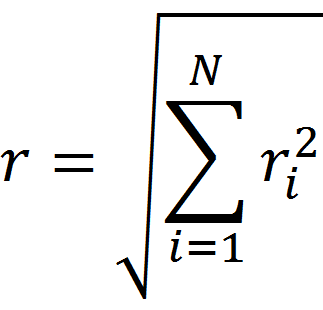 r = √∑_{i=1}^{N} r_i^2